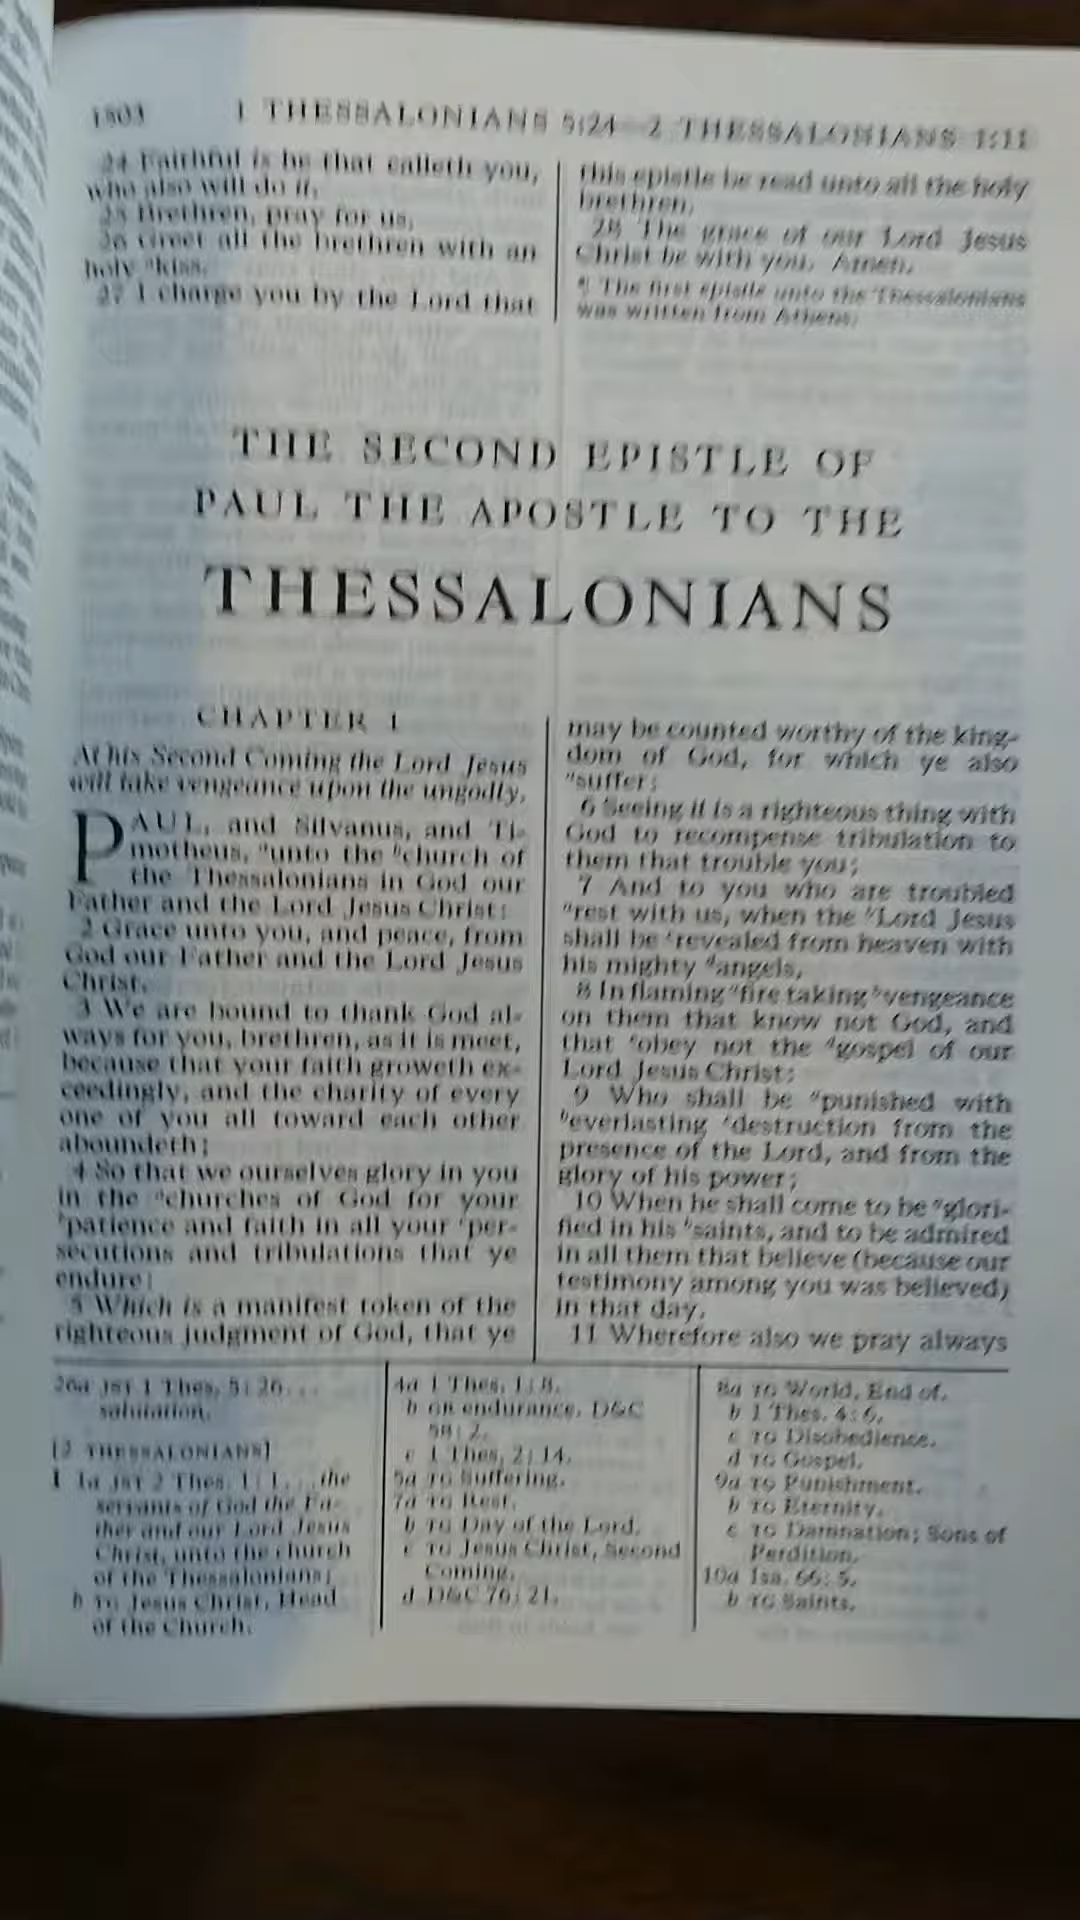 1503 1 THESSALONIANS 5:24—2 THESSALONIANS 1:11
24 Faithful is he that calleth you,
who also will do it.
25 Brethren, pray for us.
26 Greet all the brethren with an
holy ᵃkiss.
27 I charge you by the Lord that
this epistle be read unto all the holy
brethren.
28 The grace of our Lord Jesus
Christ be with you. Amen.
¶ The first epistle unto the Thessalonians
was written from Athens.
THE SECOND EPISTLE OF
PAUL THE APOSTLE TO THE
THESSALONIANS
CHAPTER 1
At his Second Coming the Lord Jesus
will take vengeance upon the ungodly.
PAUL, and Silvanus, and Ti-
motheus, ᵃunto the ᵇchurch of
the Thessalonians in God our
Father and the Lord Jesus Christ:
2 Grace unto you, and peace, from
God our Father and the Lord Jesus
Christ.
3 We are bound to thank God al-
ways for you, brethren, as it is meet,
because that your faith groweth ex-
ceedingly, and the charity of every
one of you all toward each other
aboundeth;
4 So that we ourselves glory in you
in the ᵃchurches of God for your
ᵇpatience and faith in all your ᶜper-
secutions and tribulations that ye
endure:
5 Which is a manifest token of the
righteous judgment of God, that ye
may be counted worthy of the king-
dom of God, for which ye also
ᵃsuffer:
6 Seeing it is a righteous thing with
God to recompense tribulation to
them that trouble you;
7 And to you who are troubled
ᵃrest with us, when the ᵇLord Jesus
shall be ᶜrevealed from heaven with
his mighty ᵈangels,
8 In flaming ᵃfire taking ᵇvengeance
on them that know not God, and
that ᶜobey not the ᵈgospel of our
Lord Jesus Christ:
9 Who shall be ᵃpunished with
ᵇeverlasting ᶜdestruction from the
presence of the Lord, and from the
glory of his power;
10 When he shall come to be ᵃglori-
fied in his ᵇsaints, and to be admired
in all them that believe (because our
testimony among you was believed)
in that day.
11 Wherefore also we pray always
26a JST 1 Thes. 5:26 . . .
salutation.
[2 THESSALONIANS]
1 1a JST 2 Thes. 1:1 . . . the
servants of God the Fa-
ther and our Lord Jesus
Christ, unto the church
of the Thessalonians;
b TG Jesus Christ, Head
of the Church.
4a 1 Thes. 1:8.
b GR endurance. D&C
58:2.
c 1 Thes. 2:14.
5a TG Suffering.
7a TG Rest.
b TG Day of the Lord.
c TG Jesus Christ, Second
Coming.
d D&C 76:21.
8a TG World, End of.
b 1 Thes. 4:6.
c TG Disobedience.
d TG Gospel.
9a TG Punishment.
b TG Eternity.
c TG Damnation; Sons of
Perdition.
10a Isa. 66:5.
b TG Saints.